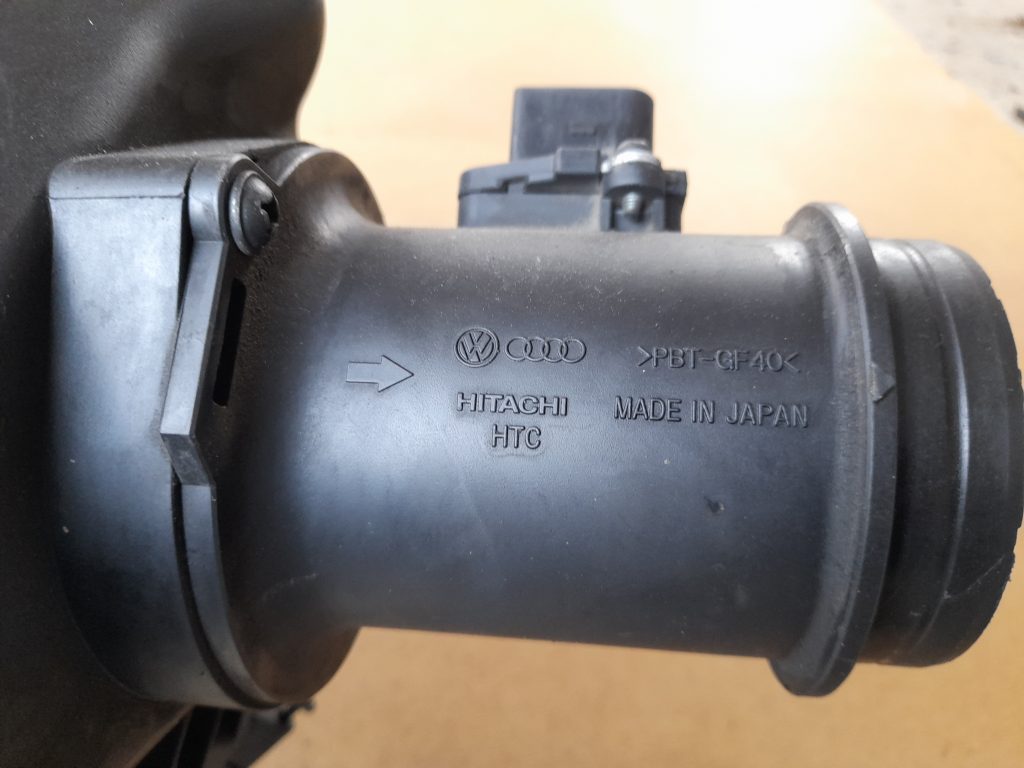 >PBT-GF40<
HITACHI
MADE IN JAPAN
HTC